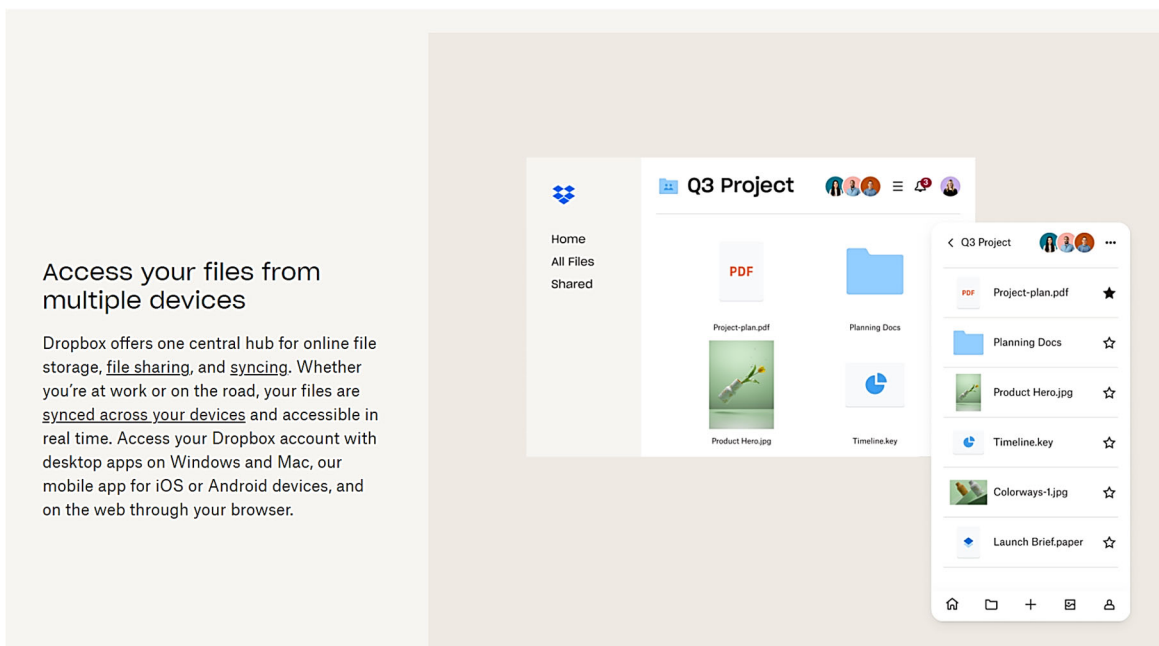 Access your files from
multiple devices
Dropbox offers one central hub for online file
storage, file sharing, and syncing. Whether
you’re at work or on the road, your files are
synced across your devices and accessible in
real time. Access your Dropbox account with
desktop apps on Windows and Mac, our
mobile app for iOS or Android devices, and
on the web through your browser.
Home
All Files
Shared
Q3 Project
3
PDF
Project-plan.pdf
Planning Docs
Product Hero.jpg
Timeline.key
Q3 Project
PDF
Project-plan.pdf
Planning Docs
Product Hero.jpg
Timeline.key
Colorways-1.jpg
Launch Brief.paper